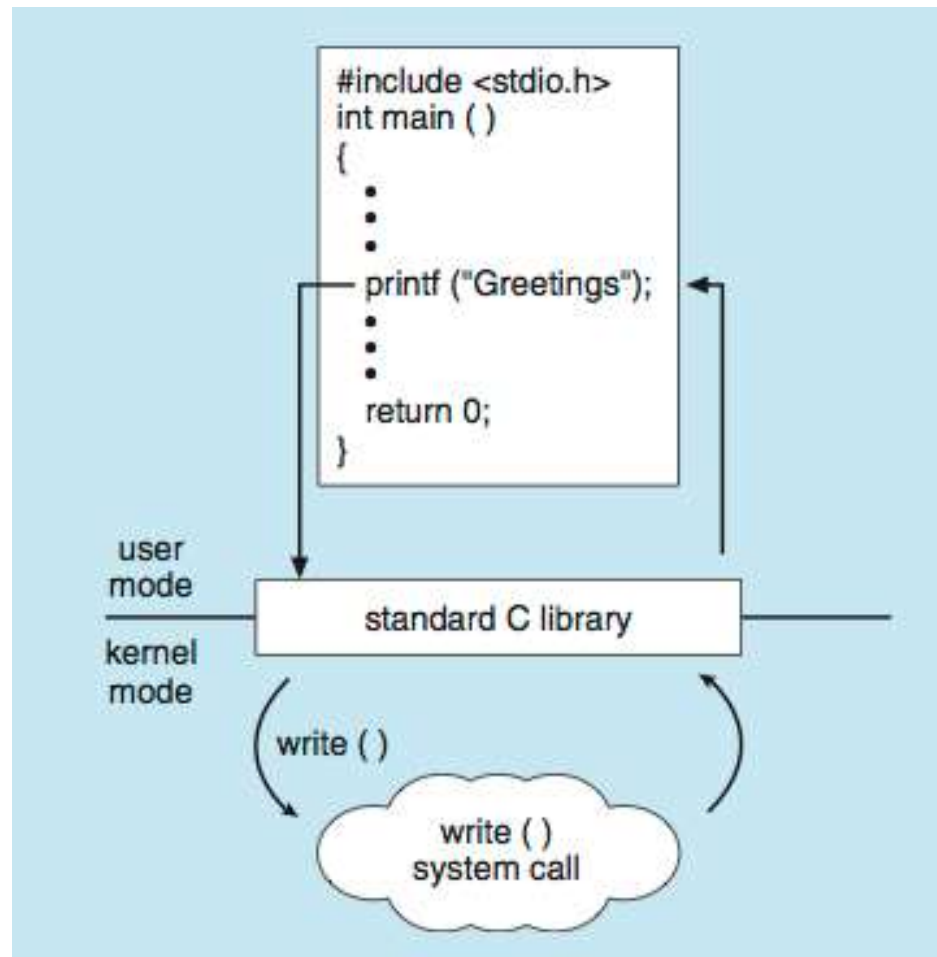 #include <stdio.h>
int main ( )
{
•
•
•
printf ("Greetings");
•
•
•
return 0;
}
user
mode
standard C library
kernel
mode
write ( )
write ( )
system call